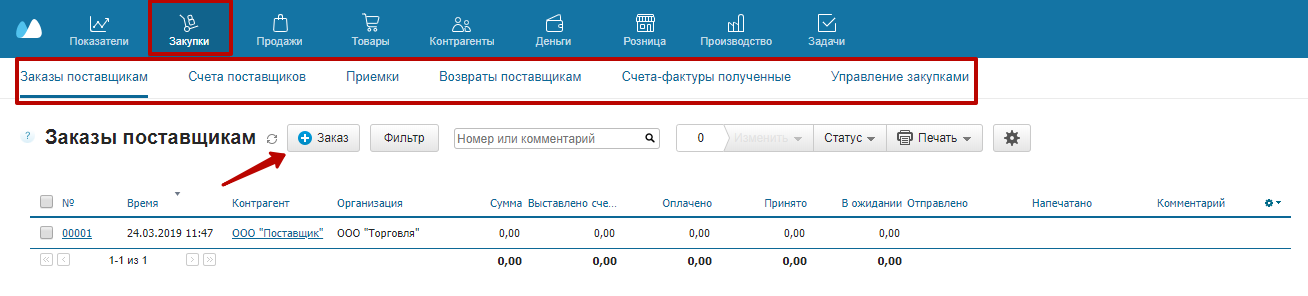 Показатели Закупки Продажи Товары Контрагенты Деньги Розница Производство Задачи
Заказы поставщикам Счета поставщиков Приемки Возвраты поставщикам Счета-фактуры полученные Управление закупками
? Заказы поставщикам Заказ Фильтр Номер или комментарий 0 Изменить Статус Печать
№ Время Контрагент Организация Сумма Выставлено сче... Оплачено Принято В ожидании Отправлено Напечатано Комментарий
00001 24.03.2019 11:47 ООО "Поставщик" ООО "Торговля" 0,00 0,00 0,00 0,00 0,00
1-1 из 1 0,00 0,00 0,00 0,00 0,00